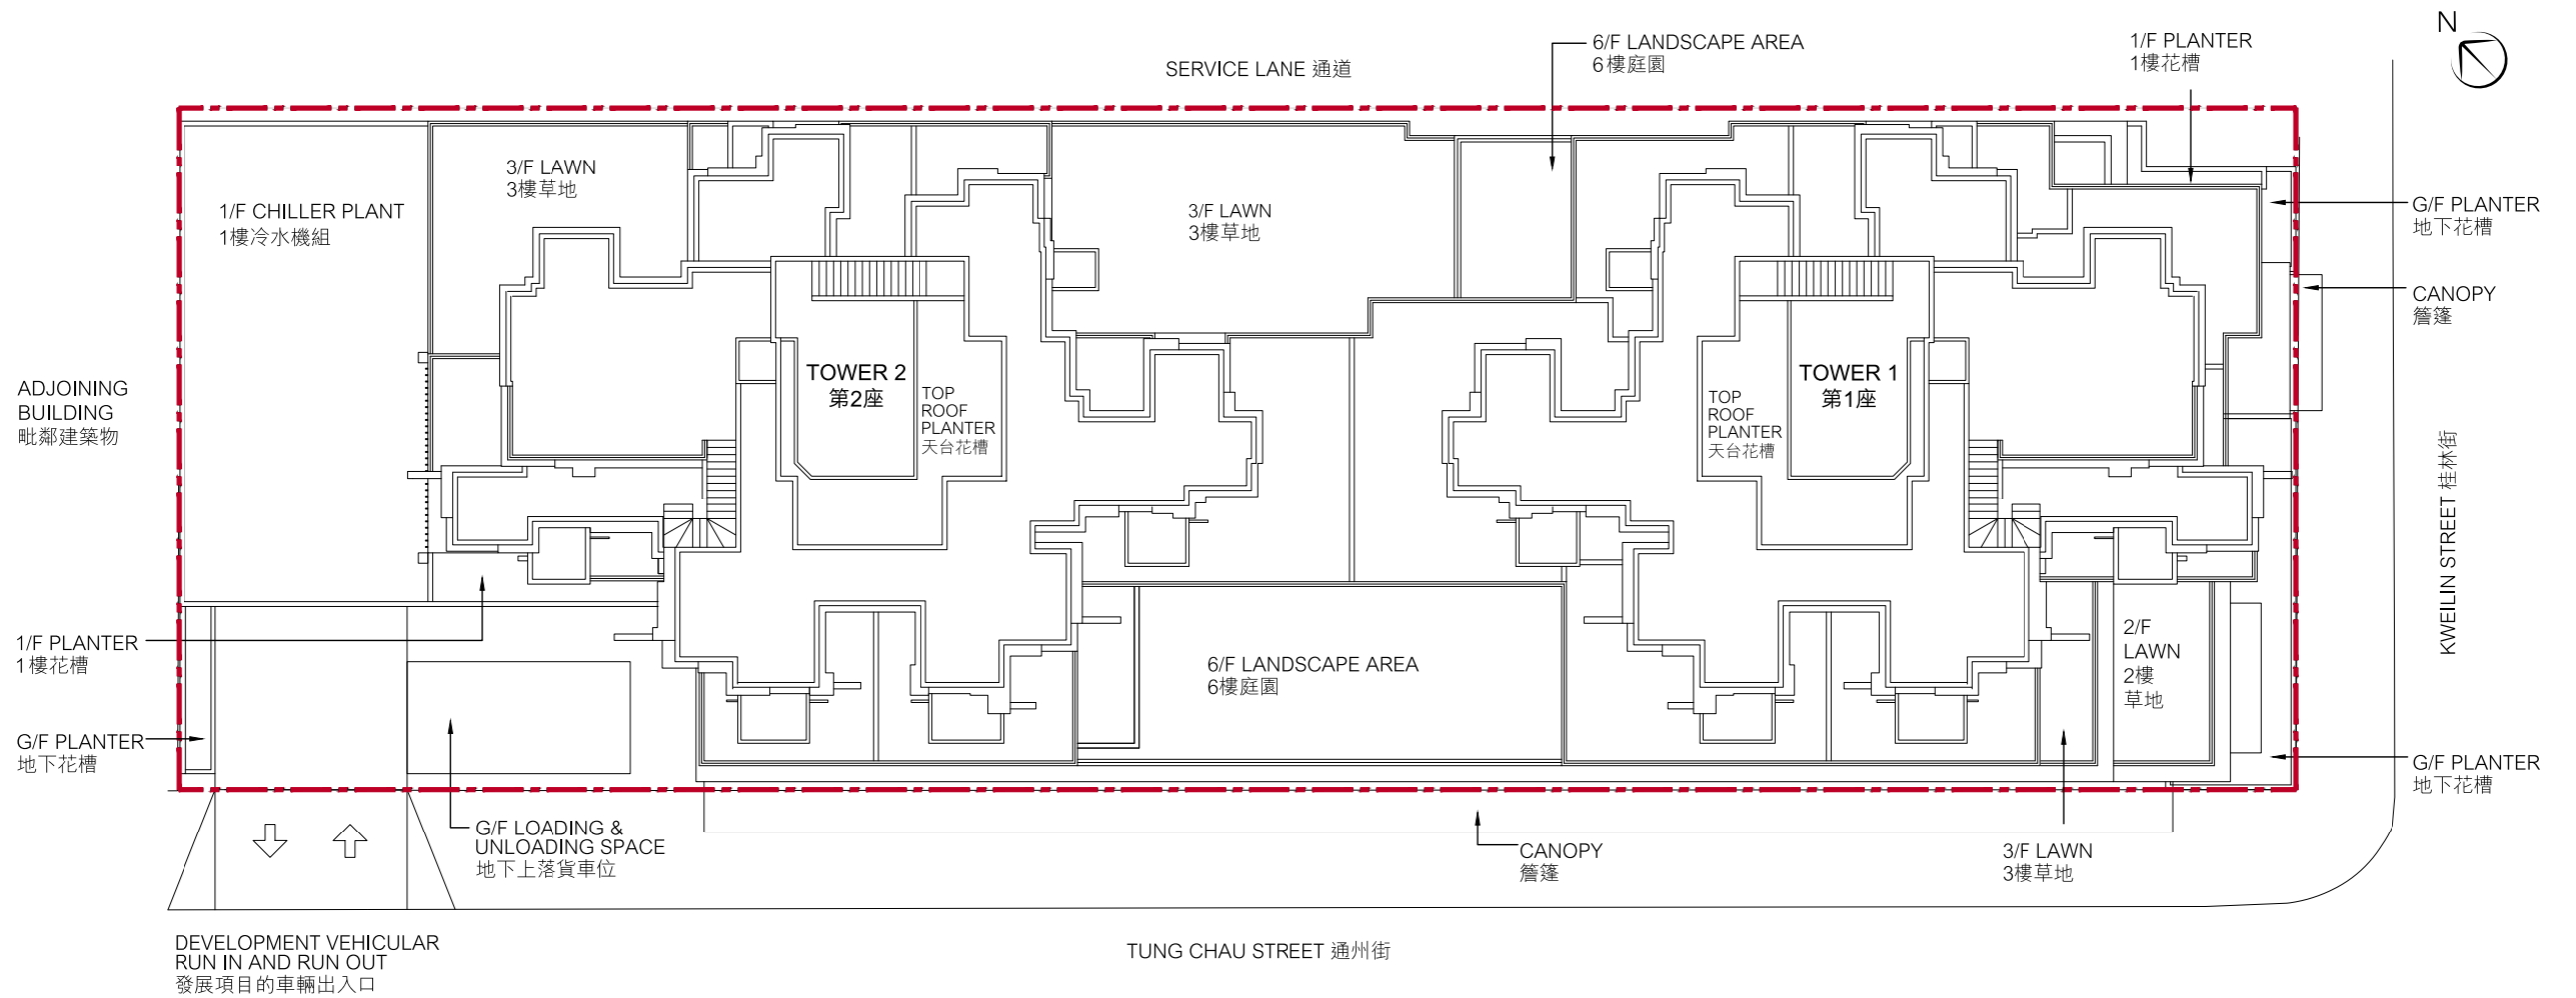 N
SERVICE LANE 通道
6/F LANDSCAPE AREA
6樓庭園
1/F PLANTER
1樓花槽
3/F LAWN
3樓草地
1/F CHILLER PLANT
1樓冷水機組
3/F LAWN
3樓草地
G/F PLANTER
地下花槽
CANOPY
簷篷
ADJOINING
BUILDING
毗鄰建築物
TOWER 2
第2座
TOP
ROOF
PLANTER
天台花槽
TOP
ROOF
PLANTER
天台花槽
TOWER 1
第1座
KWEILIN STREET 桂林街
1/F PLANTER
1樓花槽
6/F LANDSCAPE AREA
6樓庭園
2/F
LAWN
2樓
草地
G/F PLANTER
地下花槽
G/F PLANTER
地下花槽
G/F LOADING &
UNLOADING SPACE
地下上落貨車位
CANOPY
簷篷
3/F LAWN
3樓草地
DEVELOPMENT VEHICULAR
RUN IN AND RUN OUT
發展項目的車輛出入口
TUNG CHAU STREET 通州街